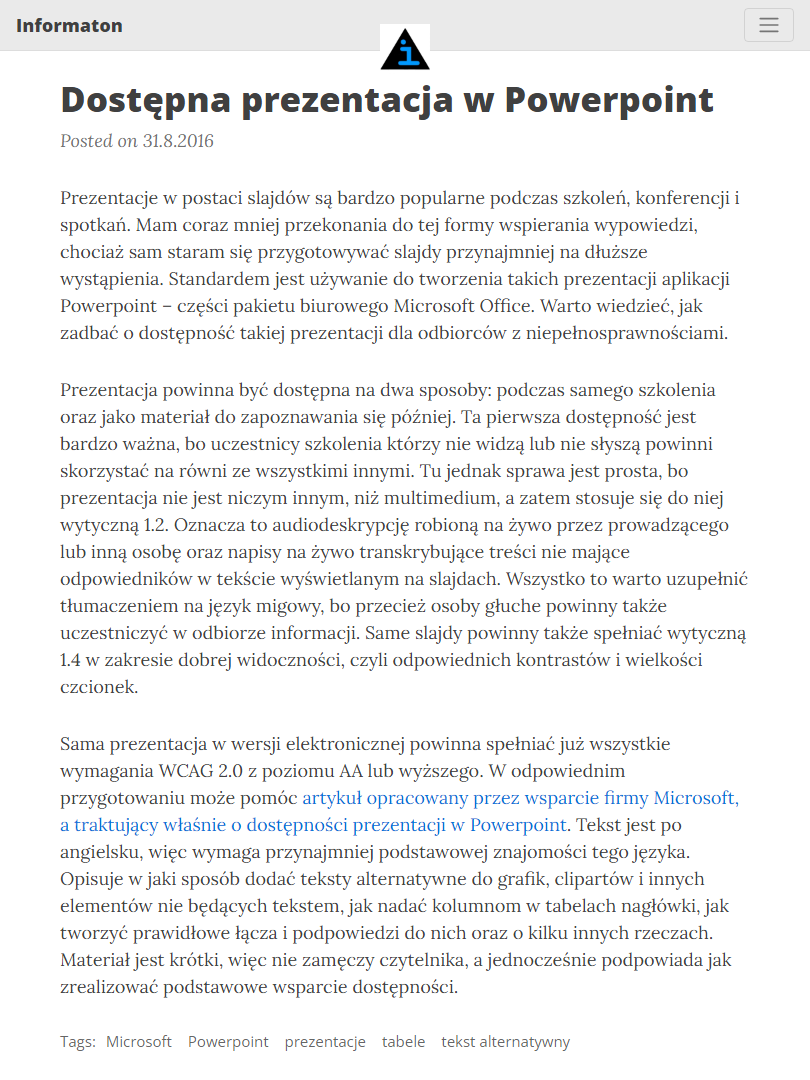 Informaton
i
Dostępna prezentacja w Powerpoint
Posted on 31.8.2016
Prezentacje w postaci slajdów są bardzo popularne podczas szkoleń, konferencji i
spotkań. Mam coraz mniej przekonania do tej formy wspierania wypowiedzi,
chociaż sam staram się przygotowywać slajdy przynajmniej na dłuższe
wystąpienia. Standardem jest używanie do tworzenia takich prezentacji aplikacji
Powerpoint – części pakietu biurowego Microsoft Office. Warto wiedzieć, jak
zadbać o dostępność takiej prezentacji dla odbiorców z niepełnosprawnościami.
Prezentacja powinna być dostępna na dwa sposoby: podczas samego szkolenia
oraz jako materiał do zapoznawania się później. Ta pierwsza dostępność jest
bardzo ważna, bo uczestnicy szkolenia którzy nie widzą lub nie słyszą powinni
skorzystać na równi ze wszystkimi innymi. Tu jednak sprawa jest prosta, bo
prezentacja nie jest niczym innym, niż multimedium, a zatem stosuje się do niej
wytyczną 1.2. Oznacza to audiodeskrypcję robioną na żywo przez prowadzącego
lub inną osobę oraz napisy na żywo transkrybujące treści nie mające
odpowiedników w tekście wyświetlanym na slajdach. Wszystko to warto uzupełnić
tłumaczeniem na język migowy, bo przecież osoby głuche powinny także
uczestniczyć w odbiorze informacji. Same slajdy powinny także spełniać wytyczną
1.4 w zakresie dobrej widoczności, czyli odpowiednich kontrastów i wielkości
czcionek.
Sama prezentacja w wersji elektronicznej powinna spełniać już wszystkie
wymagania WCAG 2.0 z poziomu AA lub wyższego. W odpowiednim
przygotowaniu może pomóc artykuł opracowany przez wsparcie firmy Microsoft,
a traktujący właśnie o dostępności prezentacji w Powerpoint. Tekst jest po
angielsku, więc wymaga przynajmniej podstawowej znajomości tego języka.
Opisuje w jaki sposób dodać teksty alternatywne do grafik, clipartów i innych
elementów nie będących tekstem, jak nadać kolumnom w tabelach nagłówki, jak
tworzyć prawidłowe łącza i podpowiedzi do nich oraz o kilku innych rzeczach.
Materiał jest krótki, więc nie zamęczy czytelnika, a jednocześnie podpowiada jak
zrealizować podstawowe wsparcie dostępności.
Tags: Microsoft Powerpoint prezentacje tabele tekst alternatywny